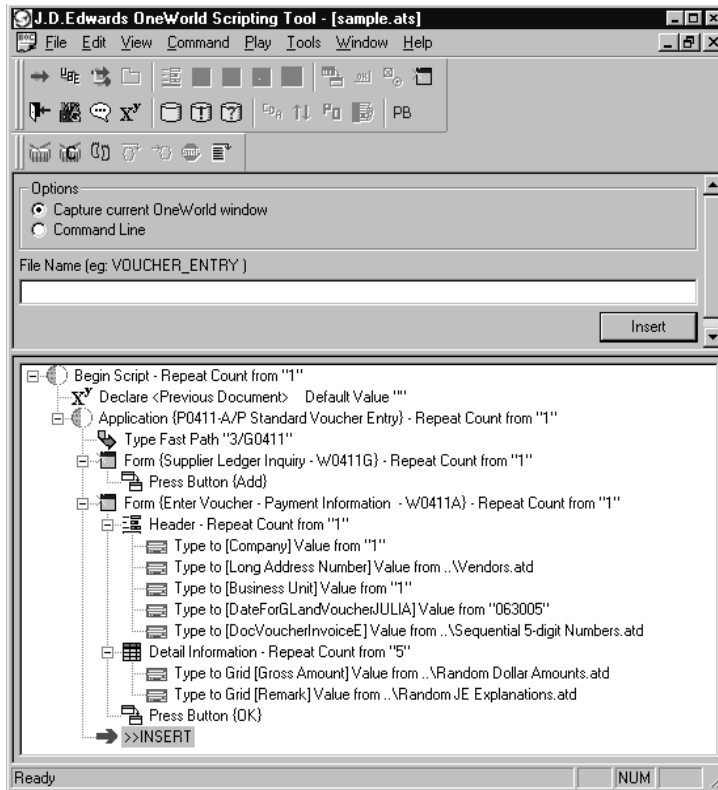 J.D.Edwards OneWorld Scripting Tool - [sample.ats]
File Edit View Command Play Tools Window Help
UBE
PB
Options
Capture current OneWorld window
Command Line
File Name (eg: VOUCHER_ENTRY )
Insert
Begin Script - Repeat Count from "1"
Declare <Previous Document> Default Value ""
Application {P0411-A/P Standard Voucher Entry} - Repeat Count from "1"
Type Fast Path "3/G0411"
Form {Supplier Ledger Inquiry - W0411G} - Repeat Count from "1"
Press Button {Add}
Form {Enter Voucher - Payment Information - W0411A} - Repeat Count from "1"
Header - Repeat Count from "1"
Type to [Company] Value from "1"
Type to [Long Address Number] Value from ..\Vendors.atd
Type to [Business Unit] Value from "1"
Type to [DateForGLandVoucherJULIA] Value from "063005"
Type to [DocVoucherInvoiceE] Value from ..\Sequential 5-digit Numbers.atd
Detail Information - Repeat Count from "5"
Type to Grid [Gross Amount] Value from ..\Random Dollar Amounts.atd
Type to Grid [Remark] Value from ..\Random JE Explanations.atd
Press Button {OK}
>>INSERT
Ready NUM